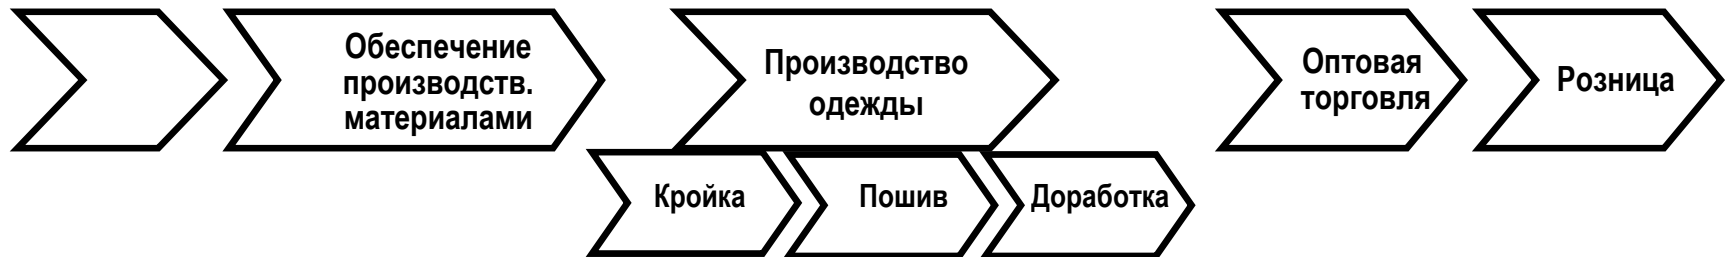 Обеспечение
производств.
материалами
Производство
одежды
Оптовая
торговля
Розница
Кройка
Пошив
Доработка